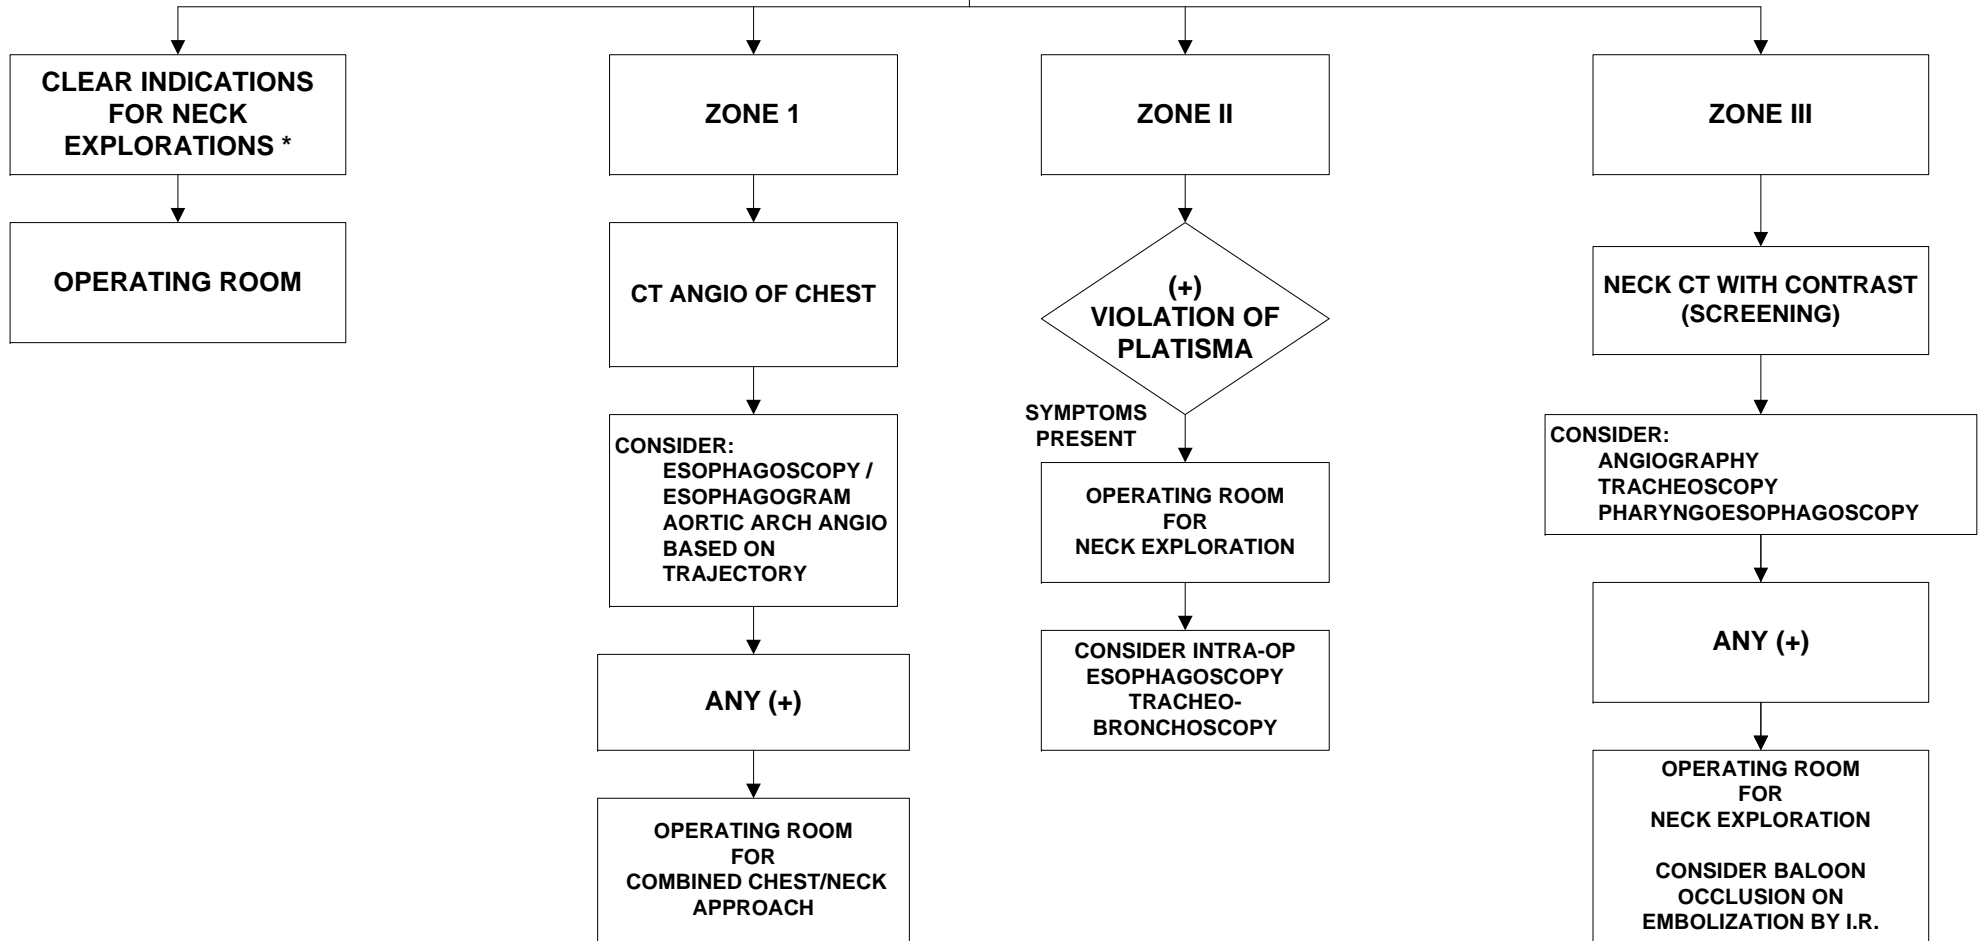 CLEAR INDICATIONS
FOR NECK
EXPLORATIONS *
OPERATING ROOM
ZONE 1
CT ANGIO OF CHEST
CONSIDER:
ESOPHAGOSCOPY /
ESOPHAGOGRAM
AORTIC ARCH ANGIO
BASED ON
TRAJECTORY
ANY (+)
OPERATING ROOM
FOR
COMBINED CHEST/NECK
APPROACH
ZONE II
(+)
VIOLATION OF
PLATISMA
SYMPTOMS
PRESENT
OPERATING ROOM
FOR
NECK EXPLORATION
CONSIDER INTRA-OP
ESOPHAGOSCOPY
TRACHEO-
BRONCHOSCOPY
ZONE III
NECK CT WITH CONTRAST
(SCREENING)
CONSIDER:
ANGIOGRAPHY
TRACHEOSCOPY
PHARYNGOESOPHAGOSCOPY
ANY (+)
OPERATING ROOM
FOR
NECK EXPLORATION
CONSIDER BALOON
OCCLUSION ON
EMBOLIZATION BY I.R.